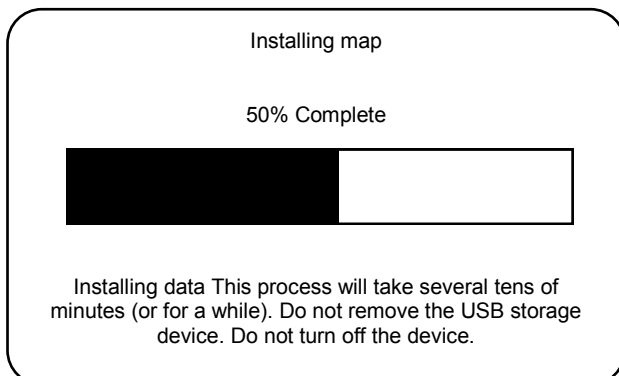 Installing map
50% Complete
Installing data This process will take several tens of
minutes (or for a while). Do not remove the USB storage
device. Do not turn off the device.